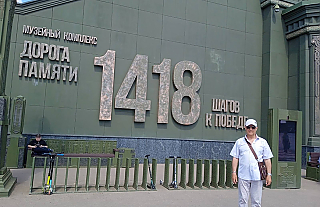 МУЗЕЙНЫЙ КОМПЛЕКС
ДОРОГА
ПАМЯТИ
1418
ШАГОВ
К ПОБЕДЕ